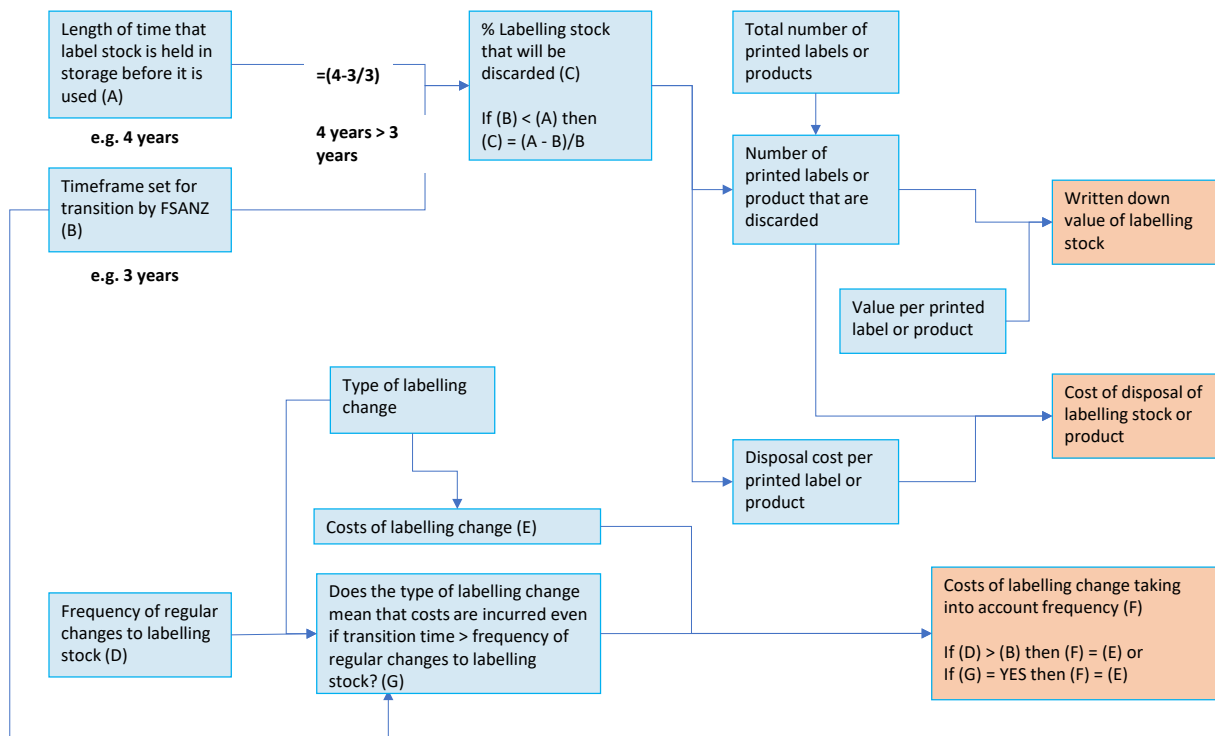 Length of time that
label stock is held in
storage before it is
used (A)
e.g. 4 years
=(4-3/3)
4 years > 3
years
% Labelling stock
that will be
discarded (C)
If (B) < (A) then
(C) = (A - B)/B
Total number of
printed labels or
products
Timeframe set for
transition by FSANZ
(B)
e.g. 3 years
Number of
printed labels or
product that are
discarded
Written down
value of labelling
stock
Value per printed
label or product
Type of labelling
change
Cost of disposal of
labelling stock or
product
Disposal cost per
printed label or
product
Costs of labelling change (E)
Frequency of regular
changes to labelling
stock (D)
Does the type of labelling change
mean that costs are incurred even
if transition time > frequency of
regular changes to labelling
stock? (G)
Costs of labelling change taking
into account frequency (F)
If (D) > (B) then (F) = (E) or
If (G) = YES then (F) = (E)